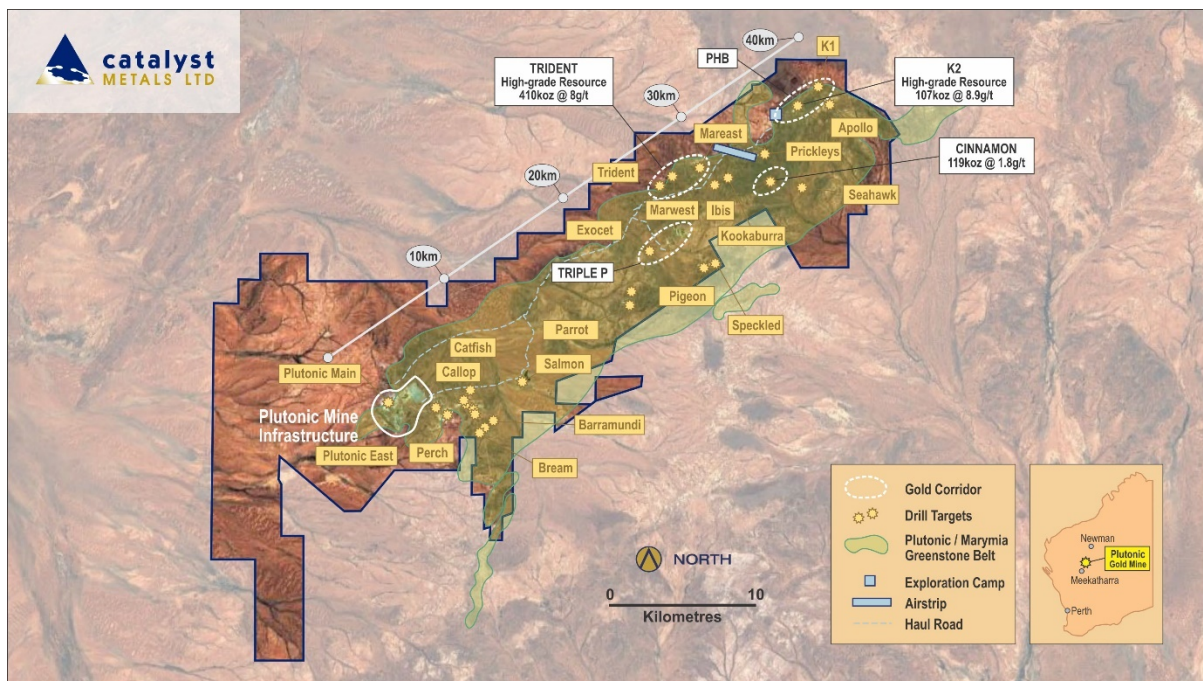 catalyst
METALS LTD
40km
K1
PHB
TRIDENT
High-grade Resource
410koz @ 8g/t
K2
High-grade Resource
107koz @ 8.9g/t
30km
Mareast
Apollo
Prickleys
CINNAMON
119koz @ 1.8g/t
Trident
20km
Seahawk
Marwest
Ibis
Exocet
Kookaburra
10km
TRIPLE P
Pigeon
Speckled
Parrot
Catfish
Salmon
Callop
Plutonic Main
Plutonic Mine
Infrastructure
Barramundi
Plutonic East
Perch
Bream
NORTH
0
10
Kilometres
Gold Corridor
Drill Targets
Plutonic / Marymia
Greenstone Belt
Exploration Camp
Airstrip
Haul Road
Newman
Plutonic
Gold Mine
Meekatharra
Perth